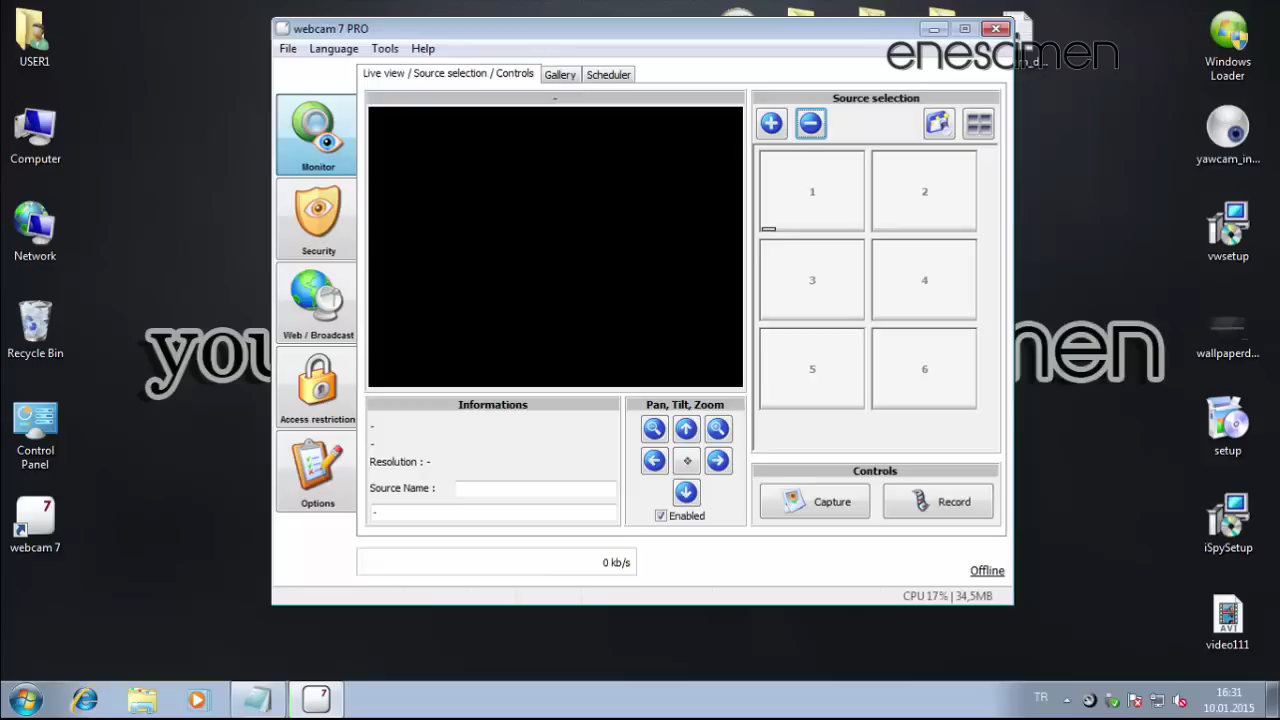 USER1
Computer
Network
Recycle Bin
Control
Panel
7
webcam 7
webcam 7 PRO
enesamen
File Language Tools Help
Live view / Source selection / Controls Gallery Scheduler
-
Monitor
Security
Web / Broadcast
Access restriction
Options
Source selection
1 2
3 4
5 6
Informations
-
-
Resolution : -
Source Name :
-
Pan, Tilt, Zoom
Enabled
Controls
Capture Record
0 kb/s
Offline
CPU 17% | 34,5MB
you
men
Windows
Loader
yawcam_in...
vwsetup
wallpaperd...
setup
iSpySetup
AVI
video111
7
TR
16:31
10.01.2015